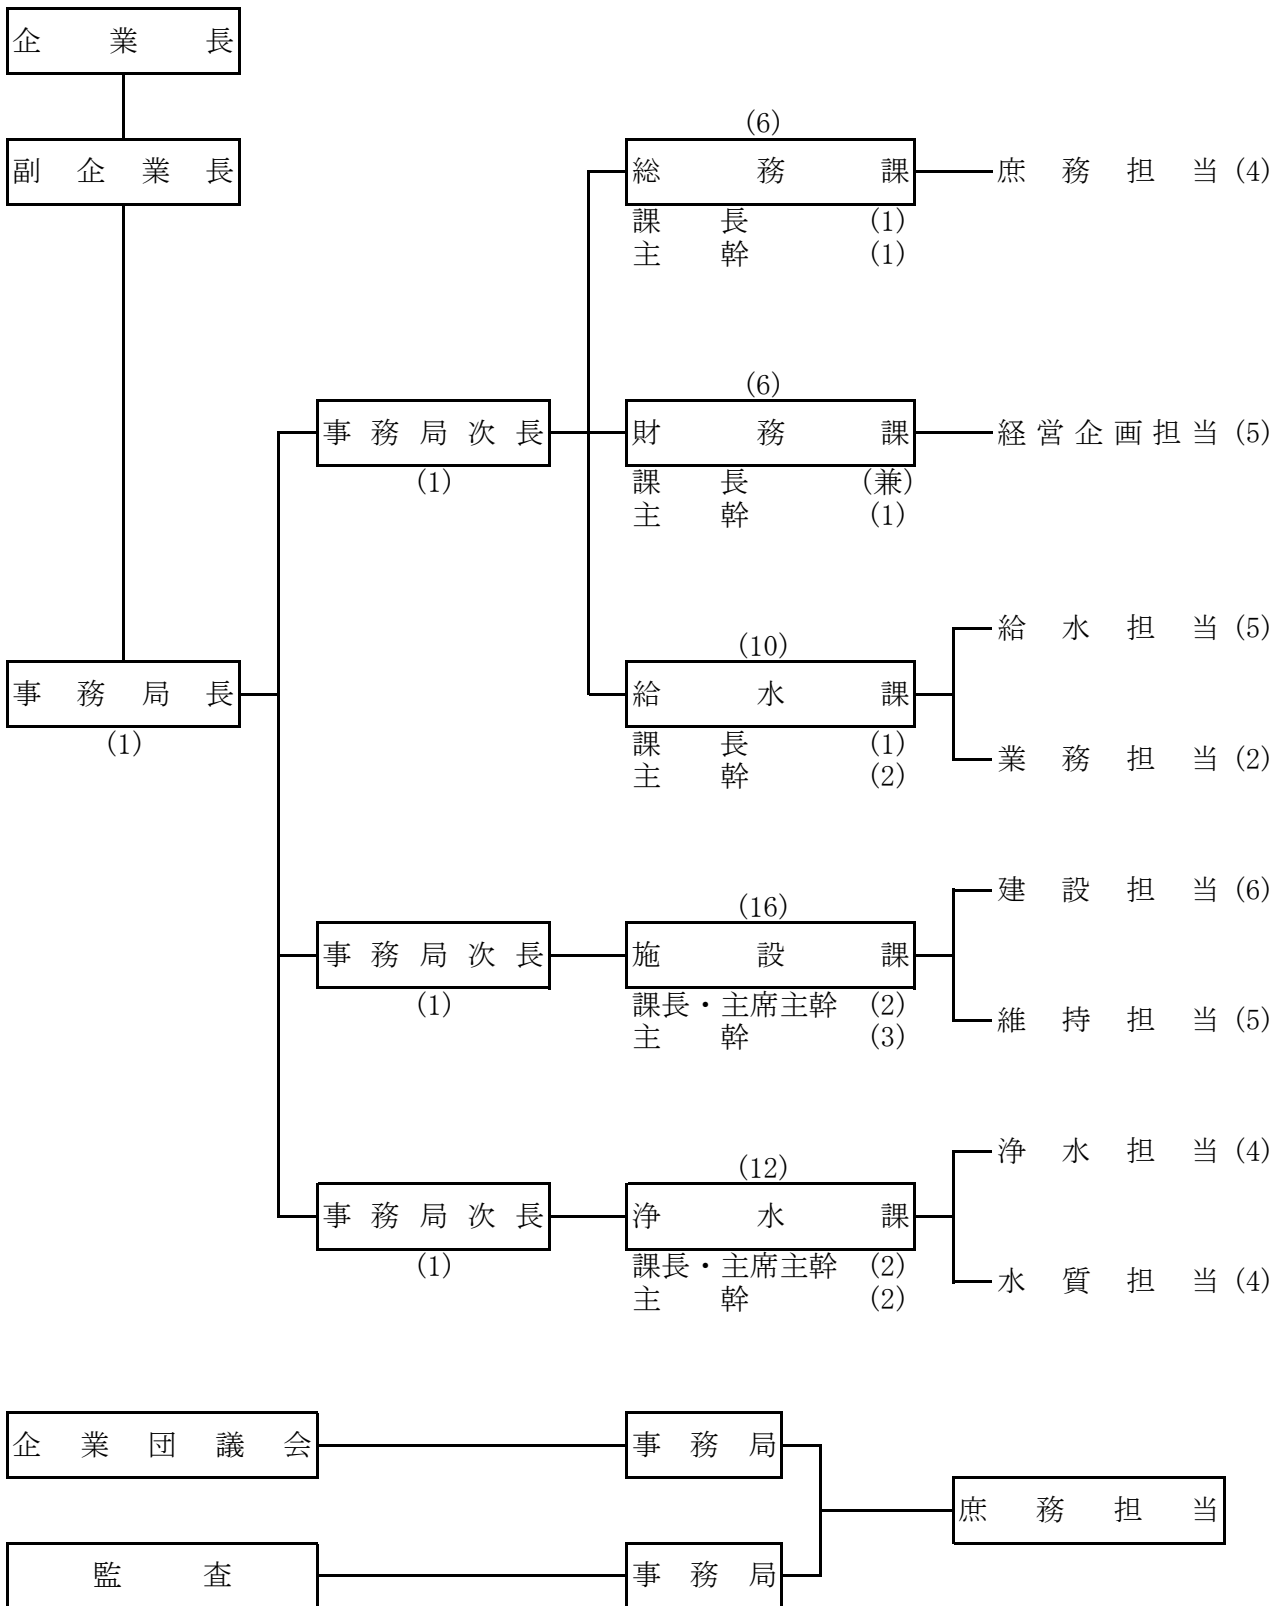 企業長
副企業長
事務局長
(1)
事務局次長
(1)
(6)
総務課
課長 (1)
主幹 (1)
庶務担当 (4)
(6)
財務課
課長 (兼)
主幹 (1)
経営企画担当 (5)
(10)
給水課
課長 (1)
主幹 (2)
給水担当 (5)
業務担当 (2)
事務局次長
(1)
(16)
施設課
課長・主席主幹 (2)
主幹 (3)
建設担当 (6)
維持担当 (5)
事務局次長
(1)
(12)
浄水課
課長・主席主幹 (2)
主幹 (2)
浄水担当 (4)
水質担当 (4)
企業団議会
事務局
監査
事務局
庶務担当